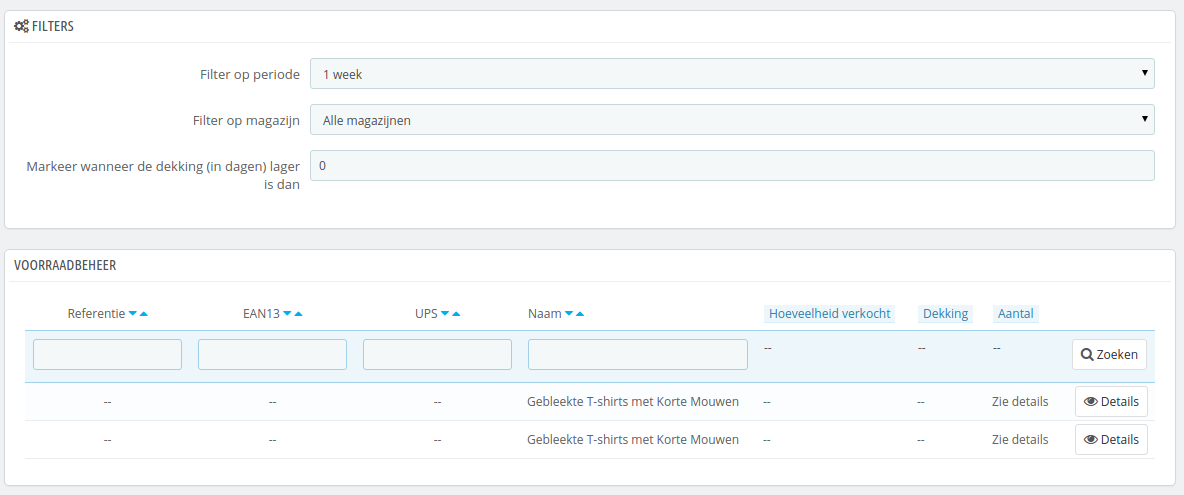 FILTERS
Filter op periode 1 week
Filter op magazijn Alle magazijnen
Markeer wanneer de dekking (in dagen) lager 0
is dan
VOORRAADBEHEER
Referentie EAN13 UPS Naam Hoeveelheid verkocht Dekking Aantal
-- -- -- Zoeken
-- -- -- Gebleekte T-shirts met Korte Mouwen -- -- Zie details Details
-- -- -- Gebleekte T-shirts met Korte Mouwen -- -- Zie details Details